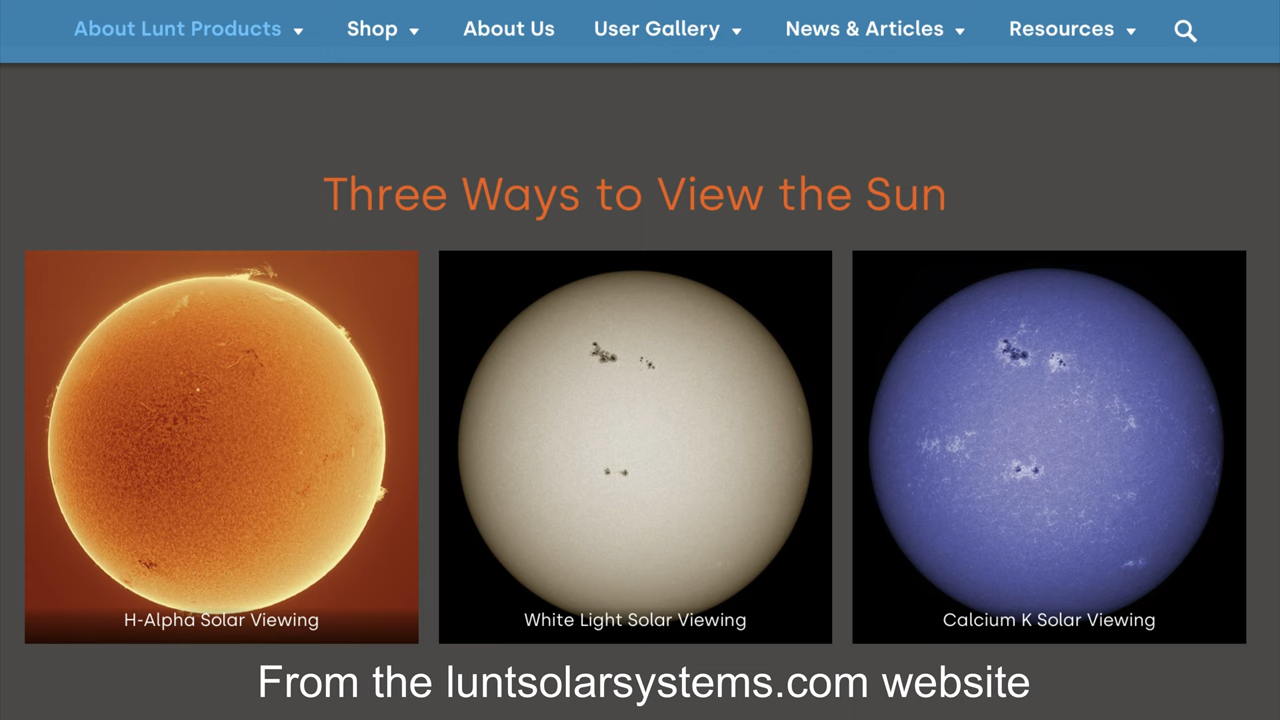 About Lunt Products Shop About Us User Gallery News & Articles Resources
Three Ways to View the Sun
H-Alpha Solar Viewing White Light Solar Viewing Calcium K Solar Viewing
From the luntsolarsystems.com website